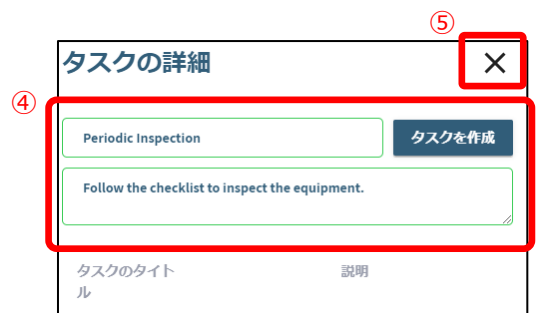 ⑤
タスクの詳細 ×
④
Periodic Inspection タスクを作成
Follow the checklist to inspect the equipment.
タスクのタイト 説明
ル